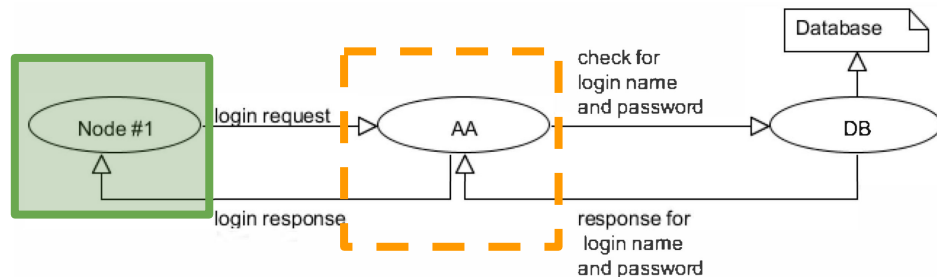 Database
check for
login name
and password
login request
Node #1
AA
DB
login response
response for
login name
and password